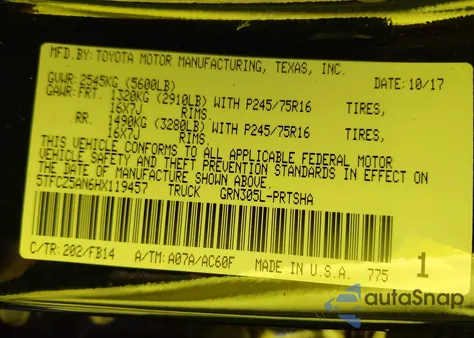 MFD.BY:TOYOTA MOTOR MANUFACTURING, TEXAS, INC.
DATE:10/17
GVWR:2545KG (5600LB)
GAWR:FRT. 1320KG (2910LB) WITH P245/75R16 TIRES,
16X7J RIMS.
RR. 1490KG (3280LB) WITH P245/75R16 TIRES,
16X7J RIMS.
THIS VEHICLE CONFORMS TO ALL APPLICABLE FEDERAL MOTOR
VEHICLE SAFETY AND THEFT PREVENTION STANDARDS IN EFFECT ON
THE DATE OF MANUFACTURE SHOWN ABOVE.
5TFCZ5AN6HX119457 TRUCK GRN305L-PRTSHA
C/TR:202/FB14 A/TM:A07A/AC60F MADE IN U.S.A. 775 1
autoSnap